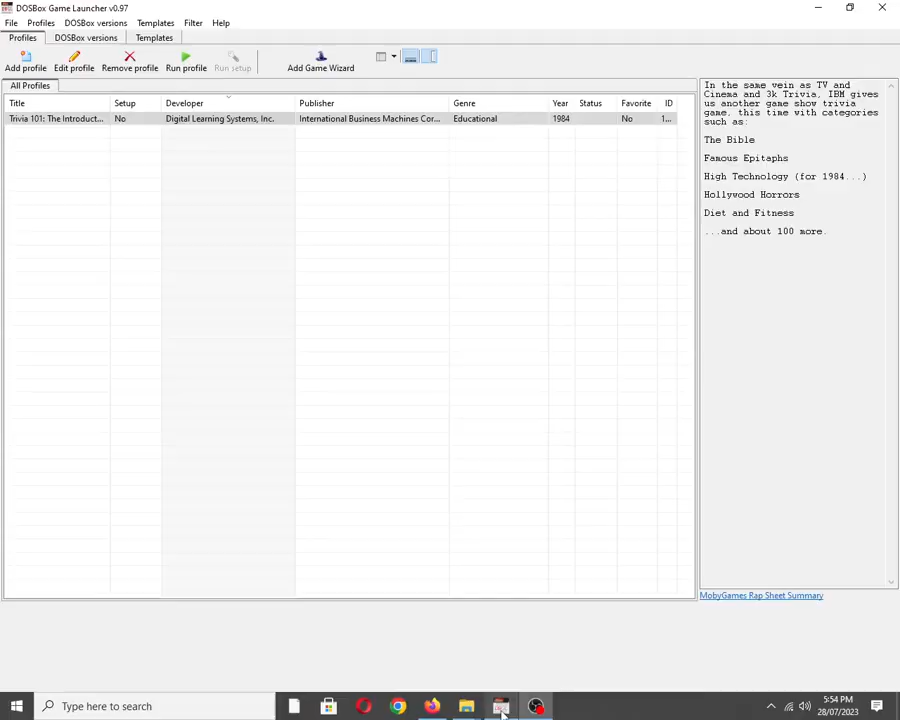 DOSBox Game Launcher v0.97
File Profiles DOSBox versions Templates Filter Help
Profiles DOSBox versions Templates
Add profile Edit profile Remove profile Run profile Run setup Add Game Wizard
All Profiles
Title Setup Developer Publisher Genre Year Status Favorite ID
Trivia 101: The Introduct... No Digital Learning Systems, Inc. International Business Machines Cor... Educational 1984 No 1...
In the same vein as TV and
Cinema and 3k Trivia, IBM gives
us another game show trivia
game, this time with categories
such as:
The Bible
Famous Epitaphs
High Technology (for 1984...)
Hollywood Horrors
Diet and Fitness
...and about 100 more.
MobyGames Rap Sheet Summary
Type here to search
5:54 PM
28/07/2023